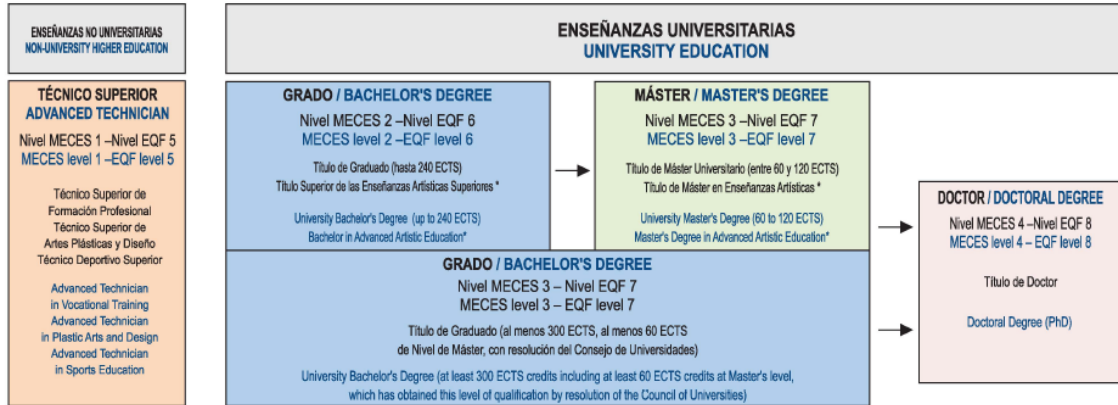 ENSEÑANZAS NO UNIVERSITARIAS
NON-UNIVERSITY HIGHER EDUCATION
TÉCNICO SUPERIOR
ADVANCED TECHNICIAN
Nivel MECES 1 –Nivel EQF 5
MECES level 1 –EQF level 5
Técnico Superior de
Formación Profesional
Técnico Superior de
Artes Plásticas y Diseño
Técnico Deportivo Superior
Advanced Technician
in Vocational Training
Advanced Technician
in Plastic Arts and Design
Advanced Technician
in Sports Education
ENSEÑANZAS UNIVERSITARIAS
UNIVERSITY EDUCATION
GRADO / BACHELOR'S DEGREE
Nivel MECES 2 –Nivel EQF 6
MECES level 2 –EQF level 6
Título de Graduado (hasta 240 ECTS)
Título Superior de las Enseñanzas Artísticas Superiores *
University Bachelor's Degree (up to 240 ECTS)
Bachelor in Advanced Artistic Education*
MÁSTER / MASTER'S DEGREE
Nivel MECES 3 –Nivel EQF 7
MECES level 3 –EQF level 7
Título de Máster Universitario (entre 60 y 120 ECTS)
Título de Máster en Enseñanzas Artísticas *
University Master's Degree (60 to 120 ECTS)
Master's Degree in Advanced Artistic Education*
GRADO / BACHELOR'S DEGREE
Nivel MECES 3 – Nivel EQF 7
MECES level 3 – EQF level 7
Título de Graduado (al menos 300 ECTS, al menos 60 ECTS
de Nivel de Máster, con resolución del Consejo de Universidades)
University Bachelor's Degree (at least 300 ECTS credits including at least 60 ECTS credits at Master's level,
which has obtained this level of qualification by resolution of the Council of Universities)
DOCTOR / DOCTORAL DEGREE
Nivel MECES 4 –Nivel EQF 8
MECES level 4 – EQF level 8
Título de Doctor
Doctoral Degree (PhD)